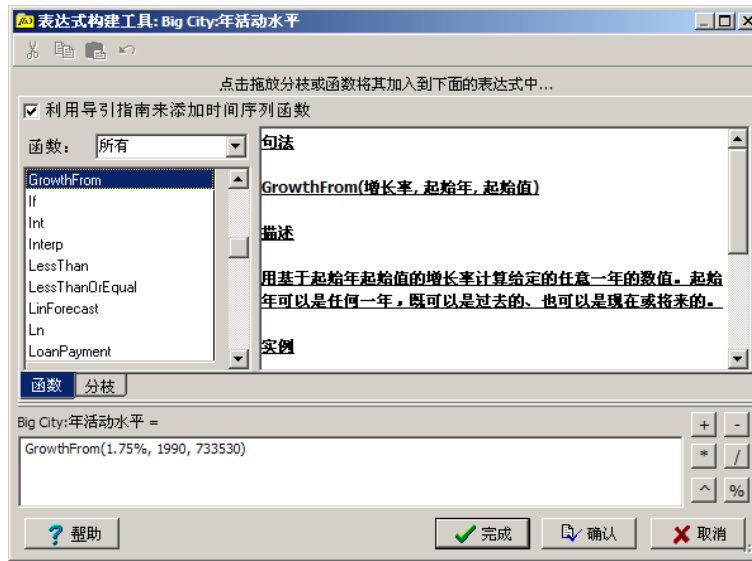 表达式构建工具: Big City:年活动水平
点击拖放分枝或函数将其加入到下面的表达式中...
利用导引指南来添加时间序列函数
函数: 所有
GrowthFrom
If
Int
Interp
LessThan
LessThanOrEqual
LinForecast
Ln
LoanPayment
句法
GrowthFrom(增长率, 起始年, 起始值)
描述
用基于起始年起始值的增长率计算给定的任意一年的数值。起始
年可以是任何一年，既可以是过去的、也可以是现在或将来的。
实例
函数 分枝
Big City:年活动水平 =
GrowthFrom(1.75%, 1990, 733530)
+ -
* /
^ %
? 帮助 完成 确认 取消